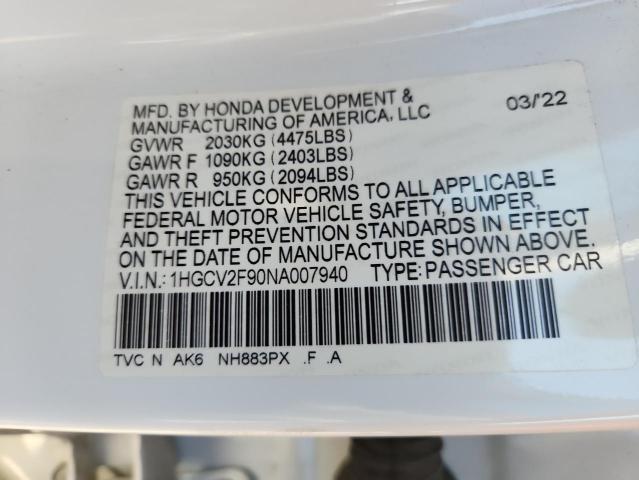 MFD. BY HONDA DEVELOPMENT & 03/'22
MANUFACTURING OF AMERICA, LLC
GVWR 2030KG (4475LBS)
GAWR F 1090KG (2403LBS)
GAWR R 950KG (2094LBS)
THIS VEHICLE CONFORMS TO ALL APPLICABLE
FEDERAL MOTOR VEHICLE SAFETY, BUMPER,
AND THEFT PREVENTION STANDARDS IN EFFECT
ON THE DATE OF MANUFACTURE SHOWN ABOVE.
V.I.N.: 1HGCV2F90NA007940 TYPE: PASSENGER CAR
TVC N AK6 NH883PX .F .A